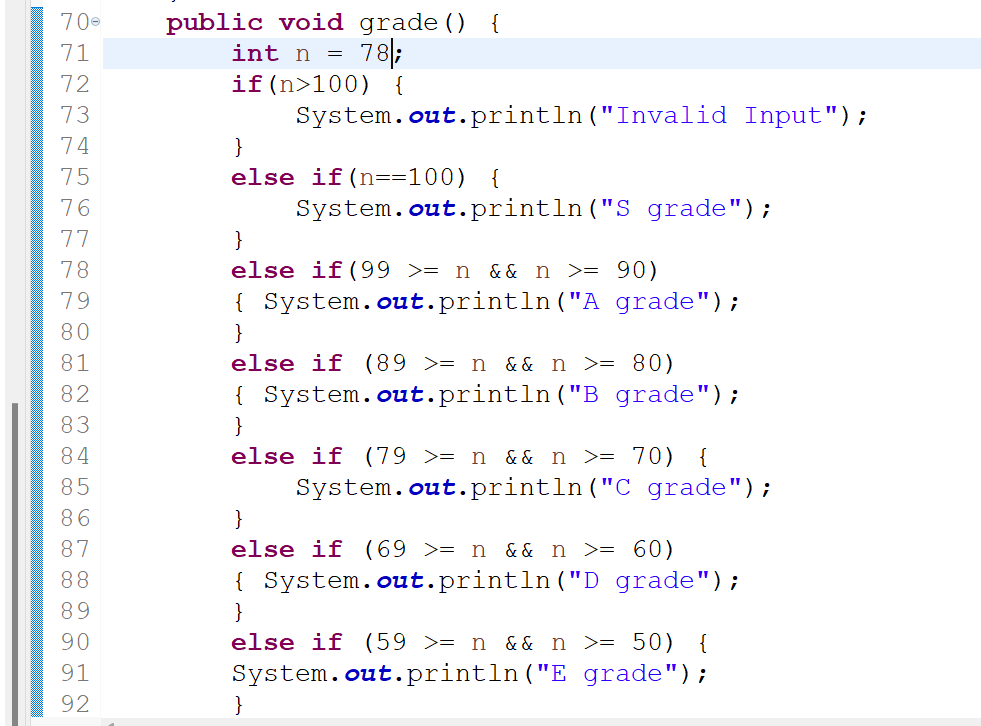 70 public void grade() {
71 int n = 78;
72 if(n>100) {
73 System.out.println("Invalid Input");
74 }
75 else if(n==100) {
76 System.out.println("S grade");
77 }
78 else if(99 >= n && n >= 90)
79 { System.out.println("A grade");
80 }
81 else if (89 >= n && n >= 80)
82 { System.out.println("B grade");
83 }
84 else if (79 >= n && n >= 70) {
85 System.out.println("C grade");
86 }
87 else if (69 >= n && n >= 60)
88 { System.out.println("D grade");
89 }
90 else if (59 >= n && n >= 50) {
91 System.out.println("E grade");
92 }